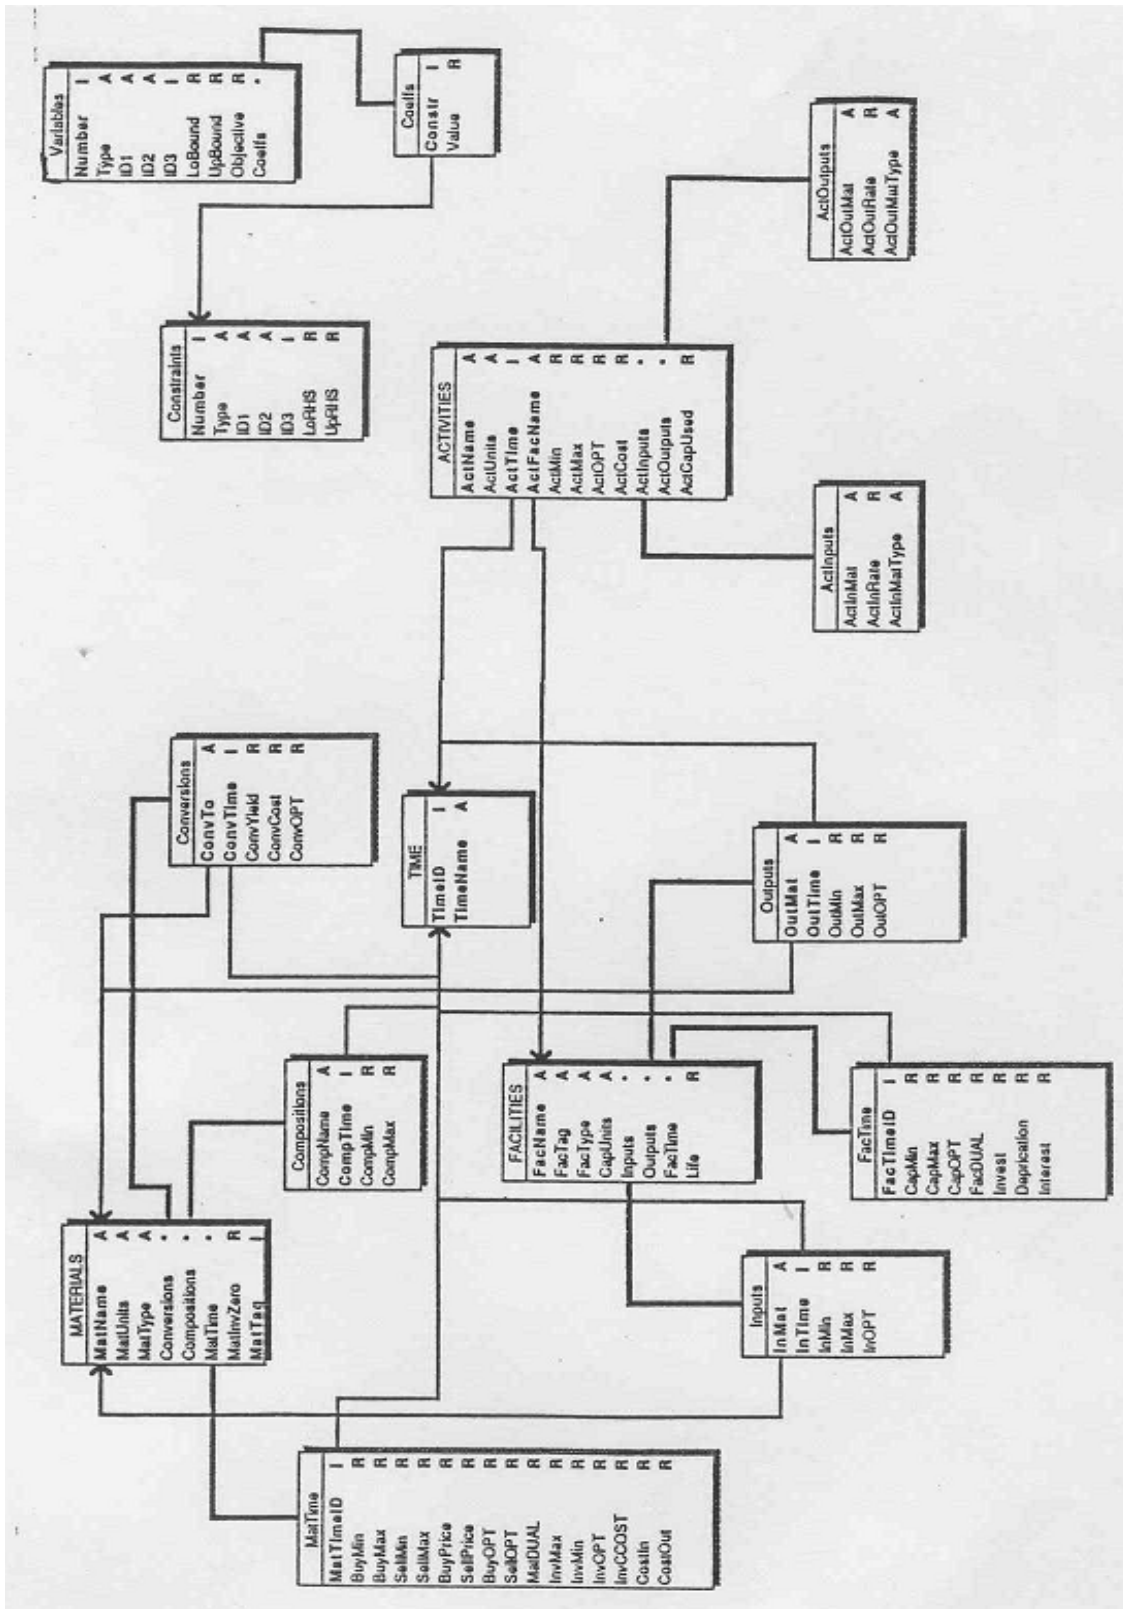 MATERIALS
MatName A
MatUnits A
MatType A
Conversions *
Compositions *
MatTime *
MatInvZero R
MatTag I
MatTime
MatTimeID I
BuyMin R
BuyMax R
SellMin R
SellMax R
BuyPrice R
SellPrice R
BuyOPT R
SellOPT R
MatDUAL R
InvMax R
InvMin R
InvOPT R
InvCCOST R
CostIn R
CostOut R
Compositions
CompName A
CompTime I
CompMin R
CompMax R
Conversions
ConvTo A
ConvTime I
ConvYield R
ConvCost R
ConvOPT R
Constraints
Number I
Type A
ID1 A
ID2 A
ID3 I
LoRHS R
UpRHS R
Variables
Number I
Type A
ID1 A
ID2 A
ID3 I
LoBound R
UpBound R
Objective R
Coeffs *
Coeffs
Constr I
Value R
TIME
TimeID I
TimeName A
ACTIVITIES
ActName A
ActUnits A
ActTime I
ActFacName A
ActMin R
ActMax R
ActOPT R
ActCost R
ActInputs *
ActOutputs *
ActCapUsed R
FACILITIES
FacName A
FacTag A
FacType A
CapUnits A
Inputs *
Outputs *
FacTime *
Life R
Inputs
InMat A
InTime I
InMin R
InMax R
InOPT R
FacTime
FacTimeID I
CapMin R
CapMax R
CapOPT R
FacDUAL R
Invest R
Deprication R
Interest R
Outputs
OutMat A
OutTime I
OutMin R
OutMax R
OutOPT R
ActInputs
ActInMat A
ActInRate R
ActInMatType A
ActOutputs
ActOutMat A
ActOutRate R
ActOutMatType A